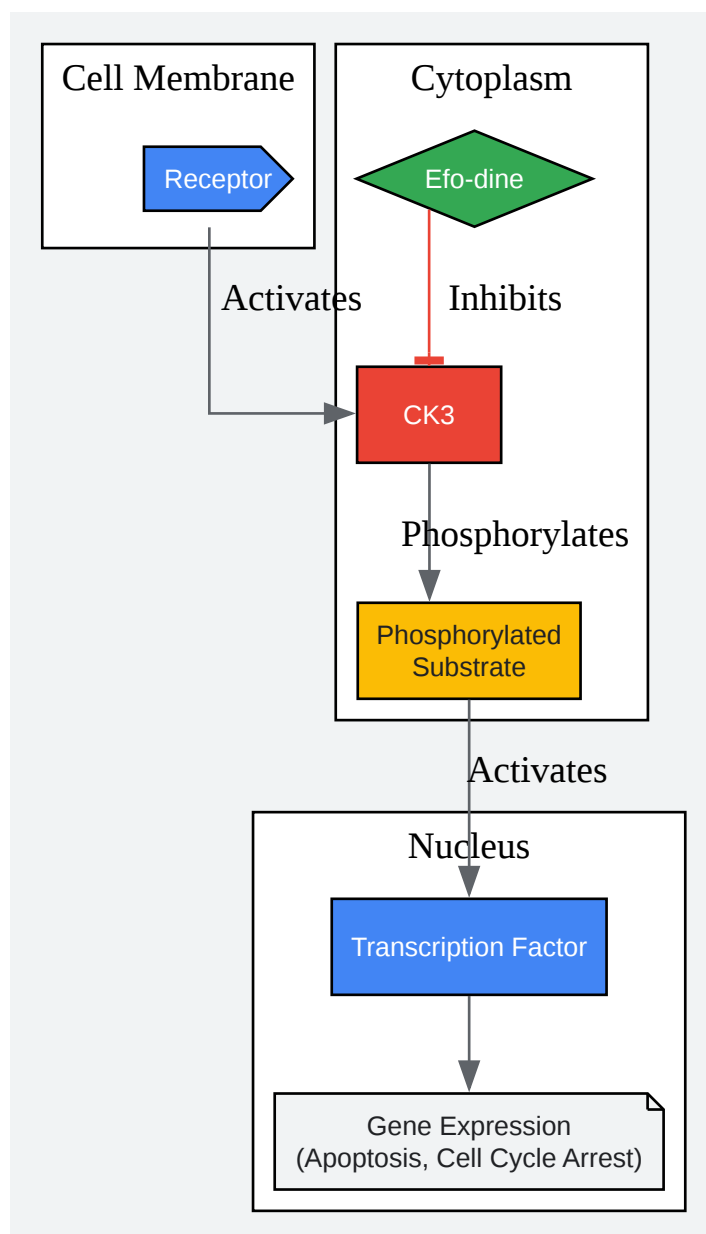 Cell Membrane
Cytoplasm
Receptor
Efo-dine
Activates
Inhibits
CK3
Phosphorylates
Phosphorylated
Substrate
Activates
Nucleus
Transcription Factor
Gene Expression
(Apoptosis, Cell Cycle Arrest)